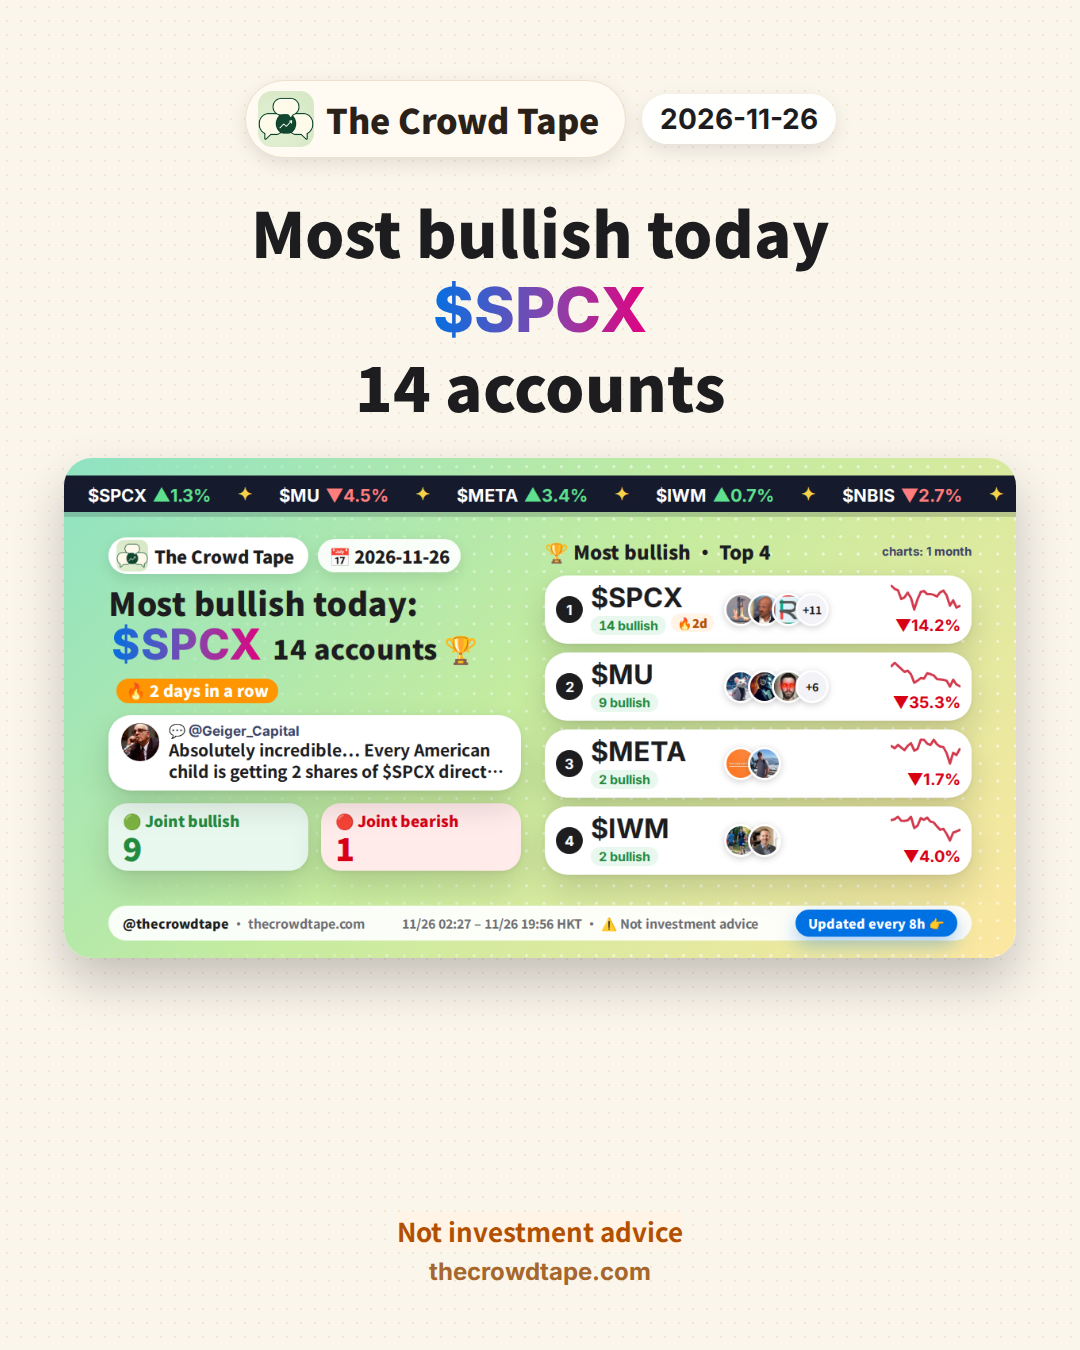 The Crowd Tape
2026-11-26
Most bullish today
$SPCX
14 accounts
$SPCX ▲1.3% ✦ $MU ▼4.5% ✦ $META ▲3.4% ✦ $IWM ▲0.7% ✦ $NBIS ▼2.7% ✦
The Crowd Tape
📅 2026-11-26
Most bullish today:
$SPCX 14 accounts 🏆
🔥 2 days in a row
💬 @Geiger_Capital
Absolutely incredible… Every American
child is getting 2 shares of $SPCX direct…
🟢 Joint bullish
9
🔴 Joint bearish
1
🏆 Most bullish • Top 4
charts: 1 month
1 $SPCX
14 bullish 🔥2d
+11
▼14.2%
2 $MU
9 bullish
+6
▼35.3%
3 $META
2 bullish
▼1.7%
4 $IWM
2 bullish
▼4.0%
@thecrowdtape • thecrowdtape.com
11/26 02:27 – 11/26 19:56 HKT • ⚠️ Not investment advice
Updated every 8h 👉
Not investment advice
thecrowdtape.com